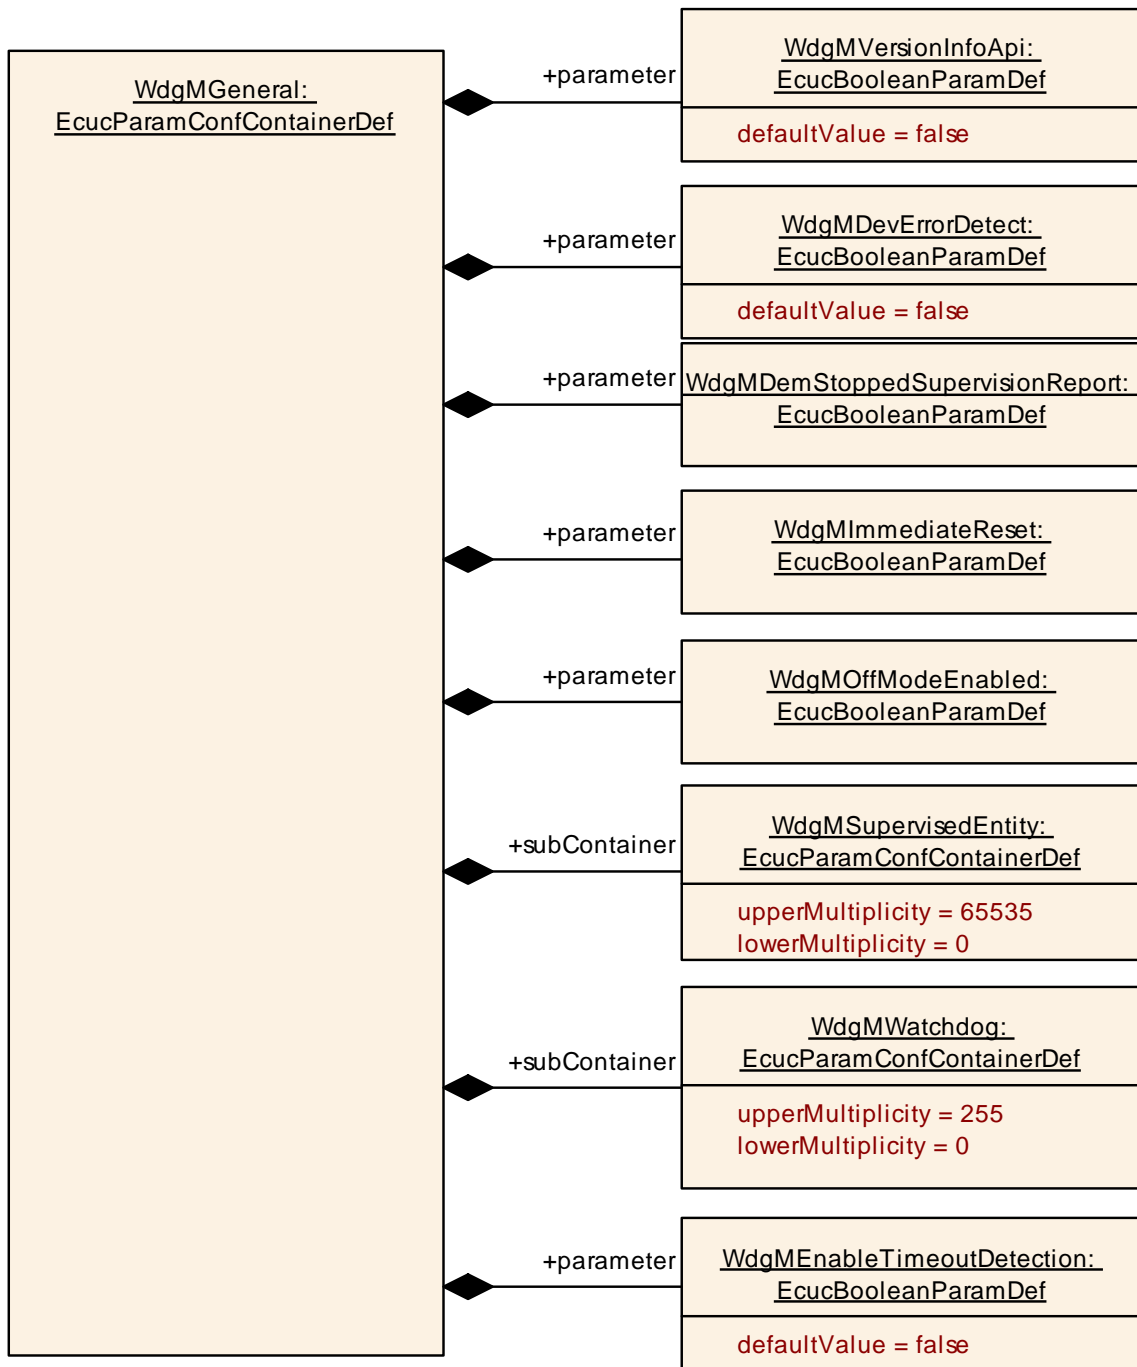 WdgMGeneral:
EcucParamConfContainerDef
+parameter
WdgMVersionInfoApi:
EcucBooleanParamDef
defaultValue = false
+parameter
WdgMDevErrorDetect:
EcucBooleanParamDef
defaultValue = false
+parameter
WdgMDemStoppedSupervisionReport:
EcucBooleanParamDef
+parameter
WdgMImmediateReset:
EcucBooleanParamDef
+parameter
WdgMOffModeEnabled:
EcucBooleanParamDef
+subContainer
WdgMSupervisedEntity:
EcucParamConfContainerDef
upperMultiplicity = 65535
lowerMultiplicity = 0
+subContainer
WdgMWatchdog:
EcucParamConfContainerDef
upperMultiplicity = 255
lowerMultiplicity = 0
+parameter
WdgMEnableTimeoutDetection:
EcucBooleanParamDef
defaultValue = false